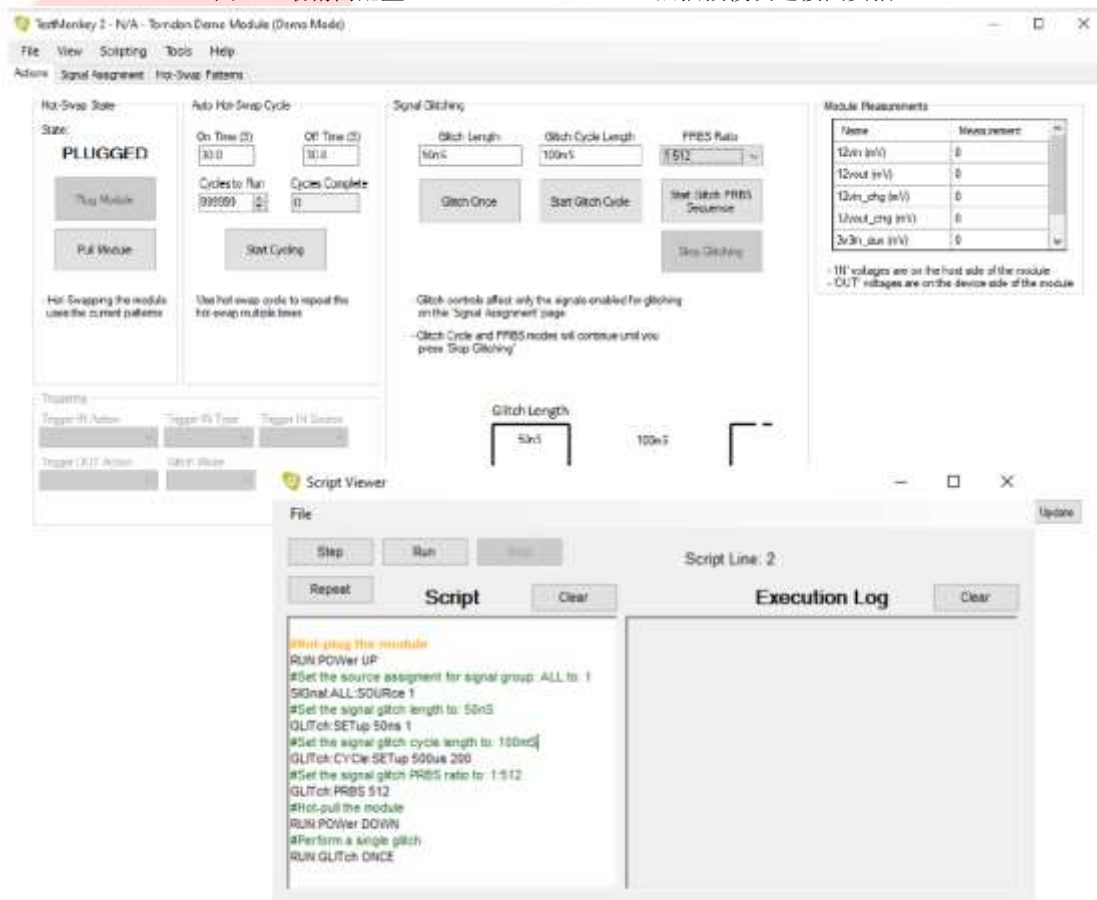 TestMonkey 2 - N/A - Torridon Demo Module (Demo Mode)
File View Scripting Tools Help
Actions Signal Assignment Hot-Swap Patterns
Hot-Swap State
State:
PLUGGED
Plug Module
Pull Module
- Hot-Swapping the module
uses the current patterns
Auto Hot-Swap Cycle
On Time (S) Off Time (S)
30.0 30.0
Cycles to Run Cycles Complete
999999 0
Start Cycling
Use hot-swap cycle to repeat the
hot-swap multiple times
Signal Glitching
Glitch Length Glitch Cycle Length PRBS Ratio
50nS 100mS 1:512
Glitch Once Start Glitch Cycle Start Glitch PRBS
Sequence
Stop Glitching
- Glitch controls affect only the signals enabled for glitching
on the 'Signal Assignment' page
- Glitch Cycle and PRBS modes will continue until you
press 'Stop Glitching'
Glitch Length
50nS 100mS
Module Measurements
Name Measurement
12vin (mV) 0
12vout (mV) 0
12vin_chg (mV) 0
12vout_chg (mV) 0
3v3in_aux (mV) 0
- 'IN' voltages are on the host side of the module
- 'OUT' voltages are on the device side of the module
Triggering
Trigger IN Action Trigger IN Type Trigger IN Source
Trigger OUT Action Glitch Mode
Update
Script Viewer
File
Step Run
Script Line: 2
Repeat Script Clear
Execution Log Clear
#Hot-plug the module
RUN:POWer UP
#Set the source assigment for signal group: ALL to: 1
SIGnal:ALL:SOURce 1
#Set the signal glitch length to: 50nS
GLITch:SETup 50ns 1
#Set the signal glitch cycle length to: 100mS
GLITch:CYCle:SETup 500us 200
#Set the signal glitch PRBS ratio to: 1:512
GLITch:PRBS 512
#Hot-pull the module
RUN:POWer DOWN
#Perform a single glitch
RUN:GLITch ONCE